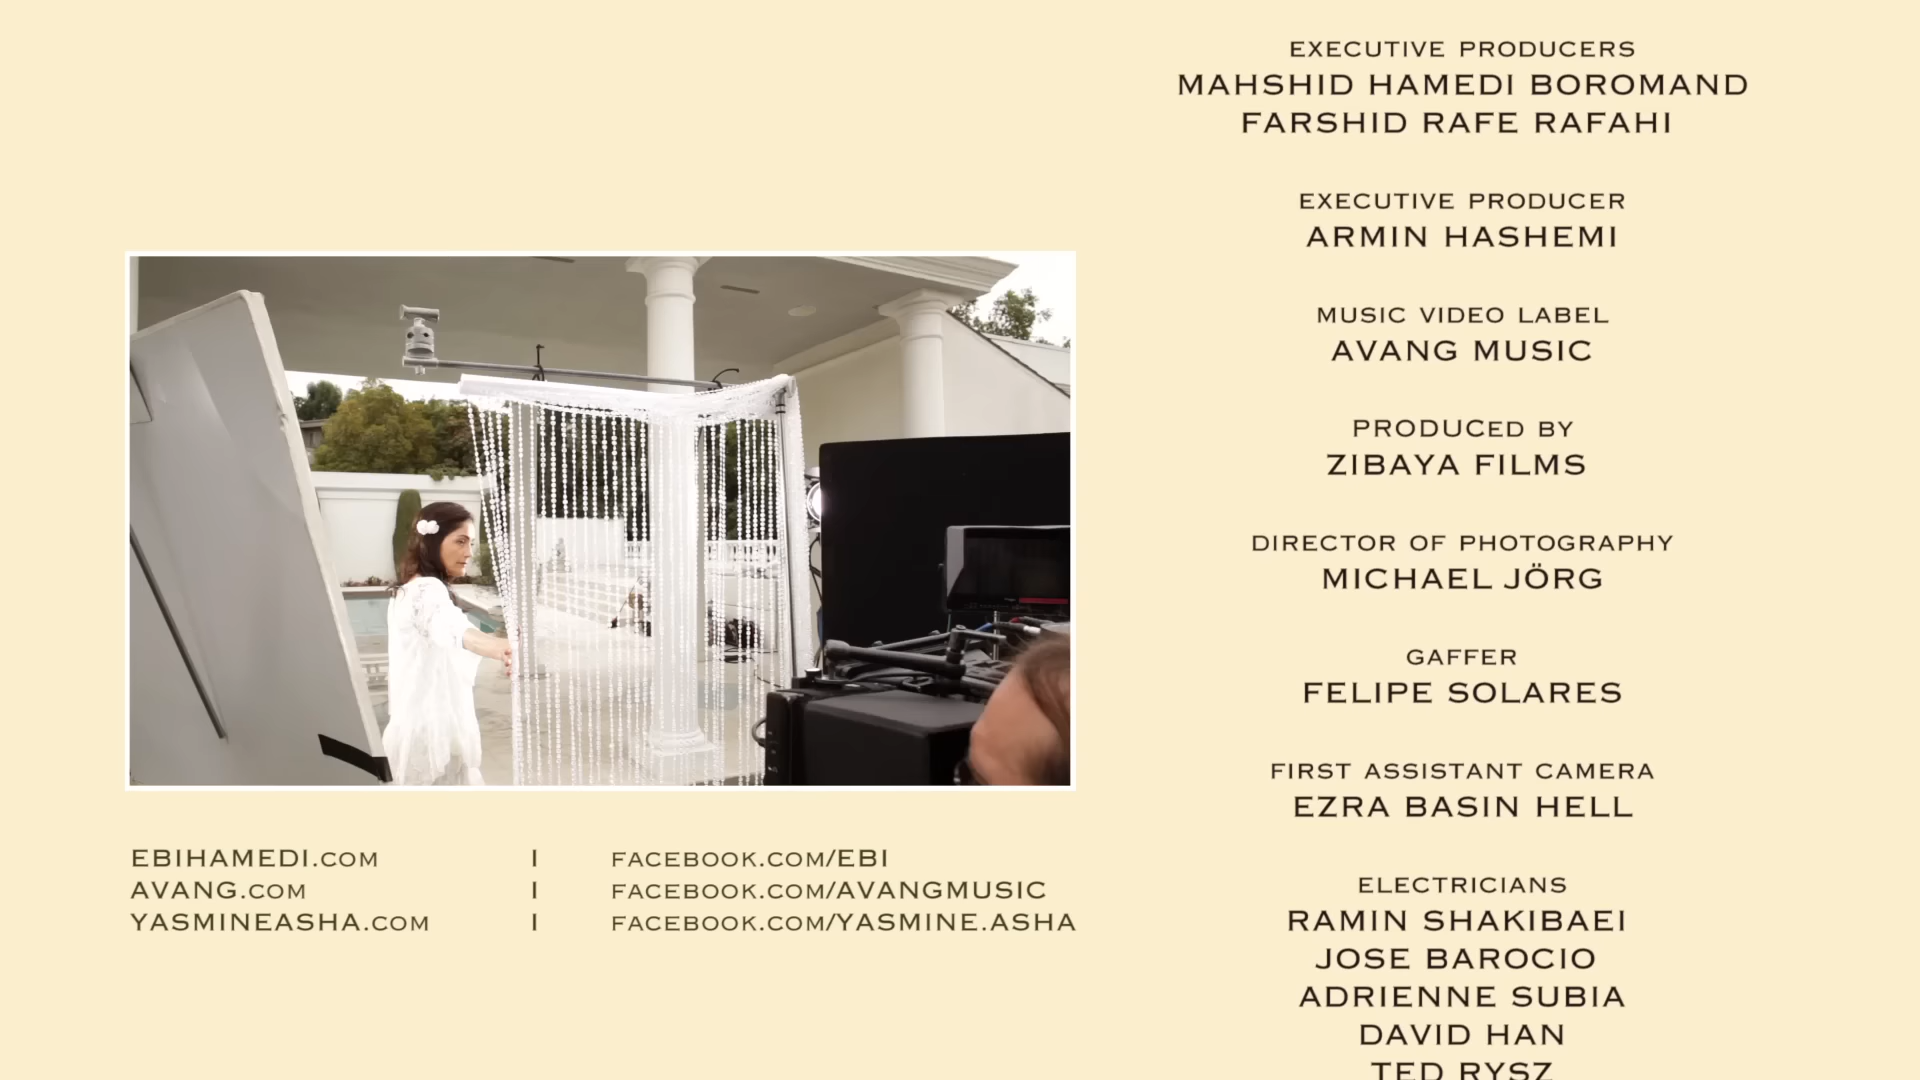 EXECUTIVE PRODUCERS
MAHSHID HAMEDI BOROMAND
FARSHID RAFE RAFAHI
EXECUTIVE PRODUCER
ARMIN HASHEMI
MUSIC VIDEO LABEL
AVANG MUSIC
PRODUCED BY
ZIBAYA FILMS
DIRECTOR OF PHOTOGRAPHY
MICHAEL JÖRG
GAFFER
FELIPE SOLARES
FIRST ASSISTANT CAMERA
EZRA BASIN HELL
ELECTRICIANS
RAMIN SHAKIBAEI
JOSE BAROCIO
ADRIENNE SUBIA
DAVID HAN
TED RYSZ
EBIHAMEDI.COM I FACEBOOK.COM/EBI
AVANG.COM I FACEBOOK.COM/AVANGMUSIC
YASMINEASHA.COM I FACEBOOK.COM/YASMINE.ASHA